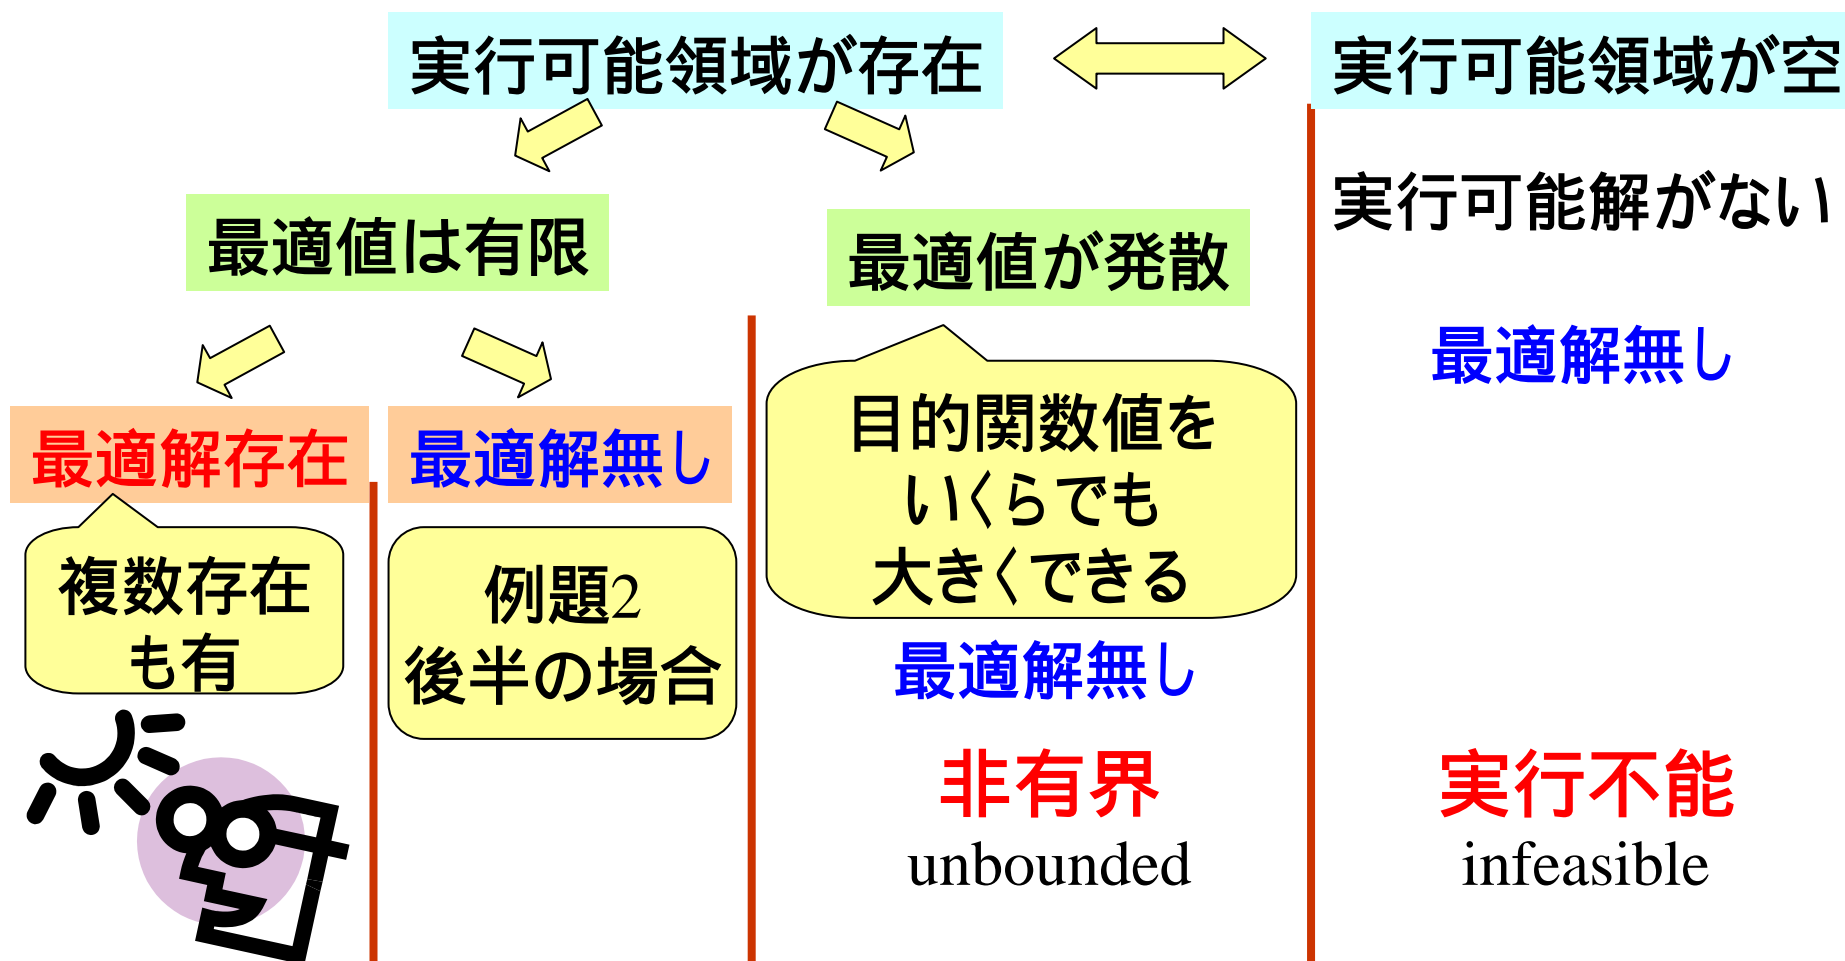 実行可能領域が存在
実行可能領域が空
実行可能解がない
最適値は有限
最適値が発散
最適解無し
最適解存在
最適解無し
目的関数値を
いくらでも
大きくできる
複数存在
も有
例題2
後半の場合
最適解無し
非有界
unbounded
実行不能
infeasible